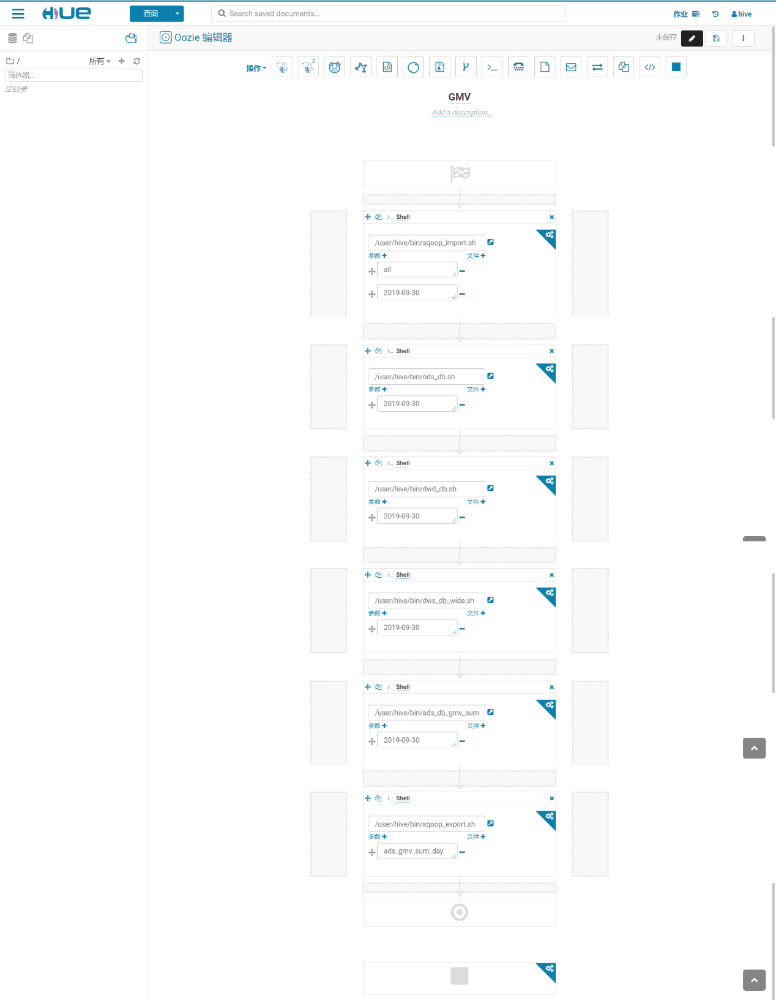 HUE
查询
Search saved documents...
作业
hive
Oozie 编辑器
未保存
/
所有
筛选器...
空目录
操作
2
GMV
Add a description...
Shell
/user/hive/bin/sqoop_import.sh
参数
文件
all
2019-09-30
Shell
/user/hive/bin/ods_db.sh
参数
文件
2019-09-30
Shell
/user/hive/bin/dwd_db.sh
参数
文件
2019-09-30
Shell
/user/hive/bin/dws_db_wide.sh
参数
文件
2019-09-30
Shell
/user/hive/bin/ads_db_gmv_sum
参数
文件
2019-09-30
Shell
/user/hive/bin/sqoop_export.sh
参数
文件
ads_gmv_sum_day